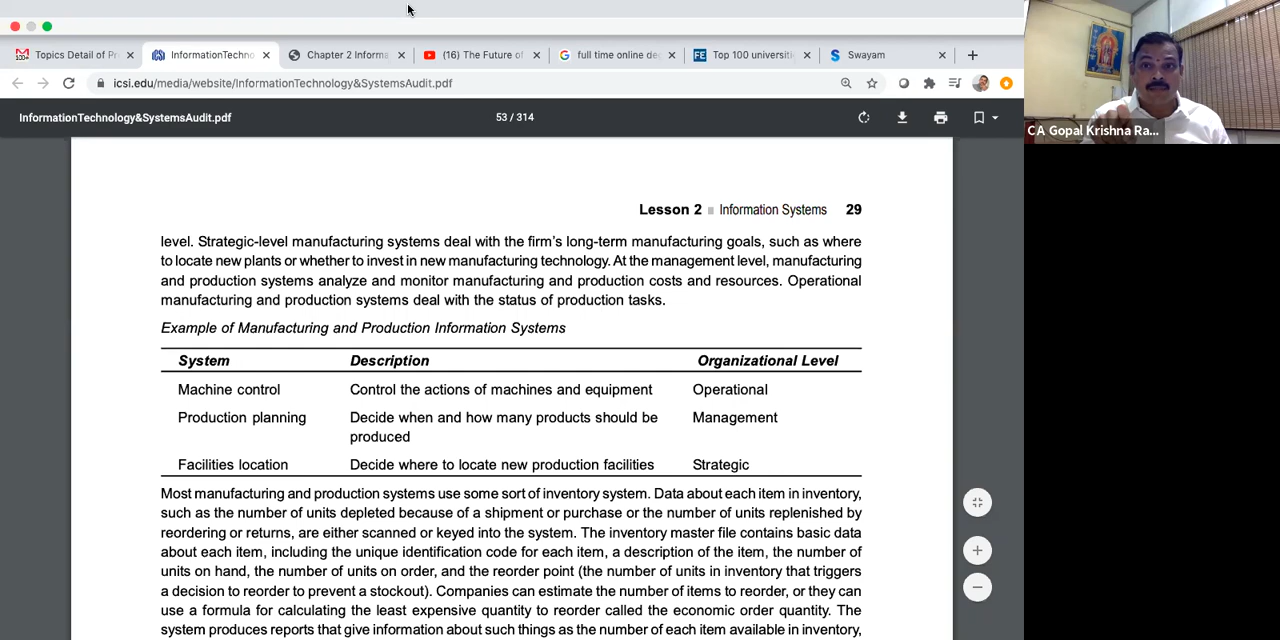 Topics Detail of Pr
InformationTechno
Chapter 2 Informa
(16) The Future of
full time online de
Top 100 universiti
Swayam
icsi.edu/media/website/InformationTechnology&SystemsAudit.pdf
InformationTechnology&SystemsAudit.pdf
53 / 314
C A Gopal Krishna Ra...
Lesson 2 Information Systems 29
level. Strategic-level manufacturing systems deal with the firm's long-term manufacturing goals, such as where
to locate new plants or whether to invest in new manufacturing technology. At the management level, manufacturing
and production systems analyze and monitor manufacturing and production costs and resources. Operational
manufacturing and production systems deal with the status of production tasks.
Example of Manufacturing and Production Information Systems
System Description Organizational Level
Machine control Control the actions of machines and equipment Operational
Production planning Decide when and how many products should be Management
produced
Facilities location Decide where to locate new production facilities Strategic
Most manufacturing and production systems use some sort of inventory system. Data about each item in inventory,
such as the number of units depleted because of a shipment or purchase or the number of units replenished by
reordering or returns, are either scanned or keyed into the system. The inventory master file contains basic data
about each item, including the unique identification code for each item, a description of the item, the number of
units on hand, the number of units on order, and the reorder point (the number of units in inventory that triggers
a decision to reorder to prevent a stockout). Companies can estimate the number of items to reorder, or they can
use a formula for calculating the least expensive quantity to reorder called the economic order quantity. The
system produces reports that give information about such things as the number of each item available in inventory,